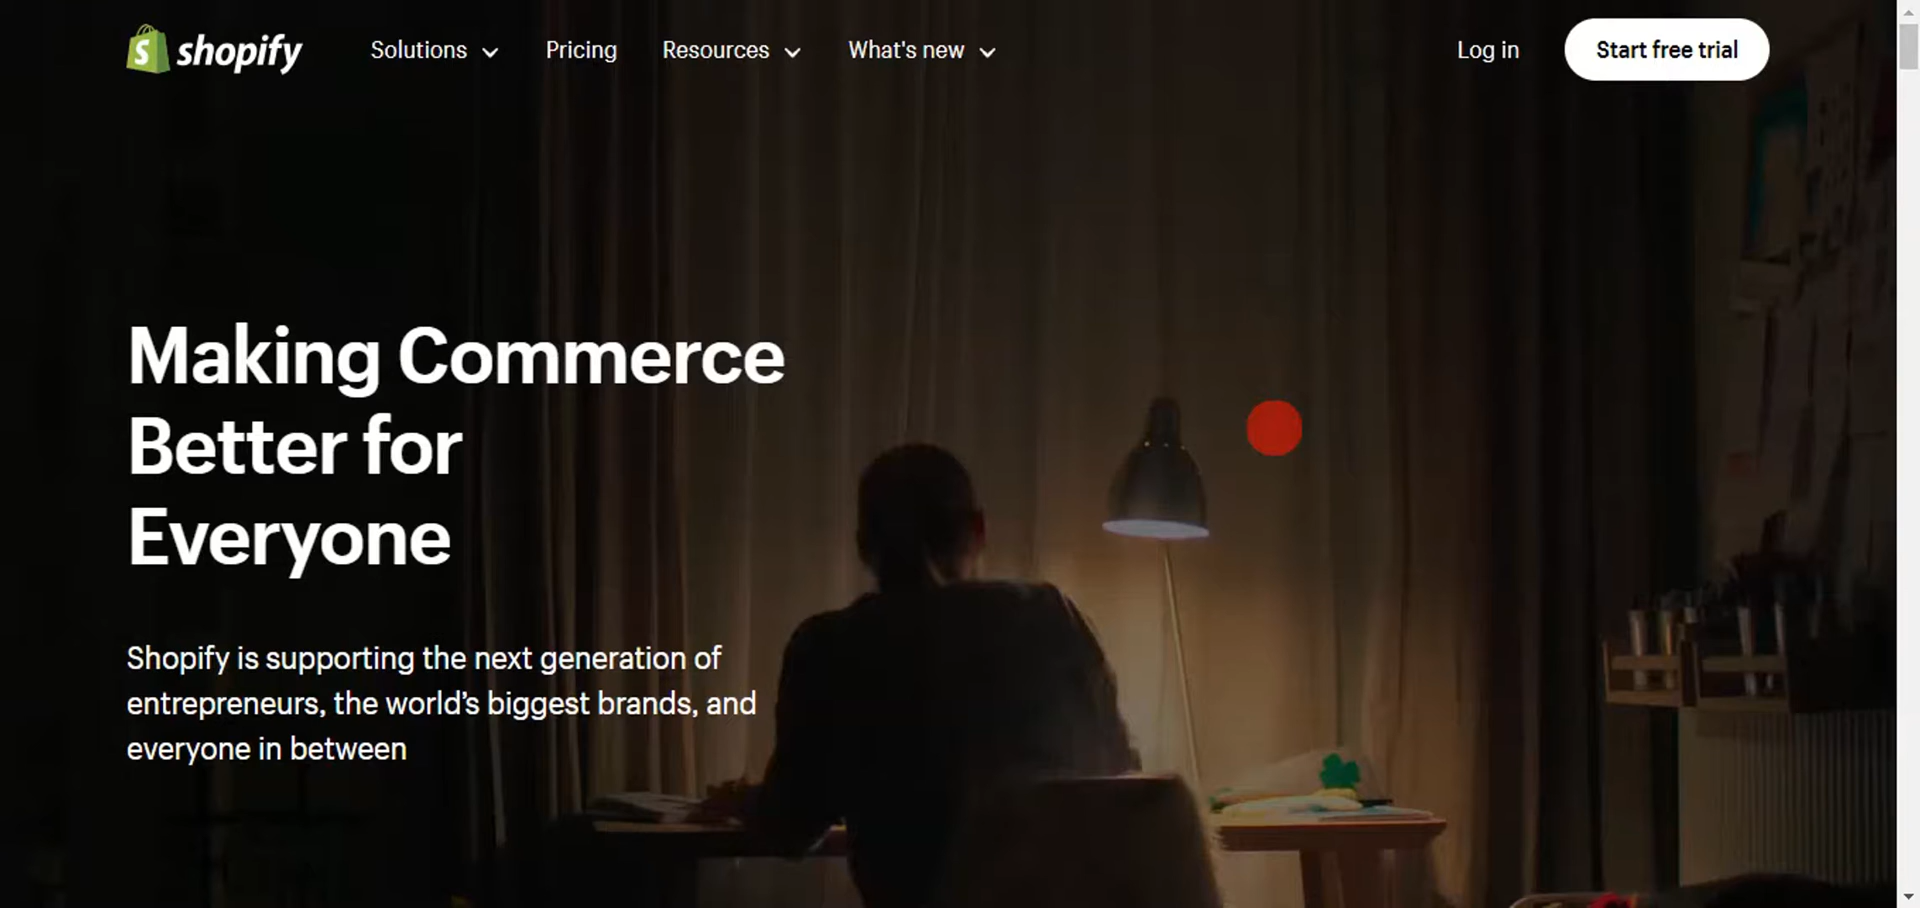 shopify
Solutions
Pricing
Resources
What's new
Log in
Start free trial
Making Commerce
Better for
Everyone
Shopify is supporting the next generation of
entrepreneurs, the world’s biggest brands, and
everyone in between